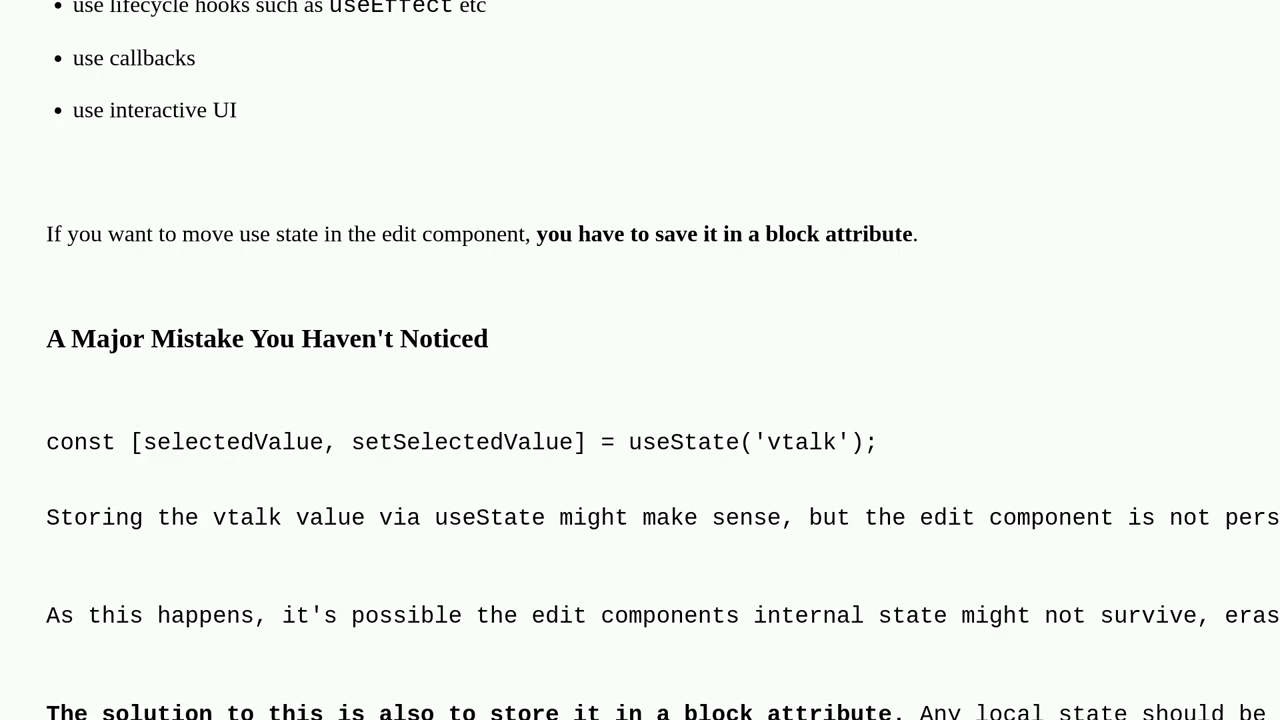 use lifecycle hooks such as useEffect etc
use callbacks
use interactive UI
If you want to move use state in the edit component, you have to save it in a block attribute.
A Major Mistake You Haven't Noticed
const [selectedValue, setSelectedValue] = useState('vtalk');
Storing the vtalk value via useState might make sense, but the edit component is not pers
As this happens, it's possible the edit components internal state might not survive, eras
The solution to this is also to store it in a block attribute. Any local state should be